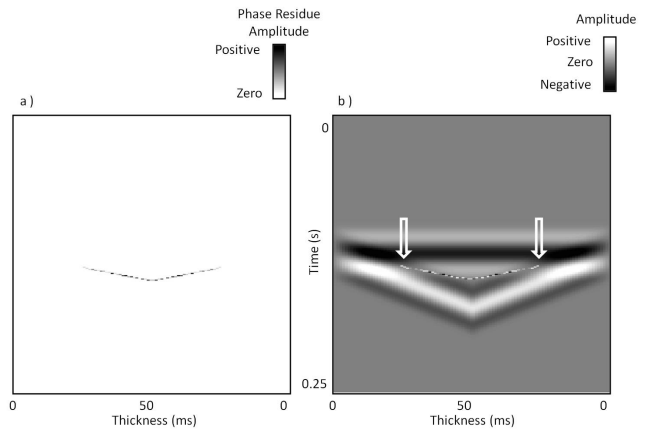 Phase Residue
Amplitude
Positive
Zero
Amplitude
Positive
Zero
Negative
a )
b )
0
Time (s)
0.25
0 50 0
Thickness (ms)
0 50 0
Thickness (ms)